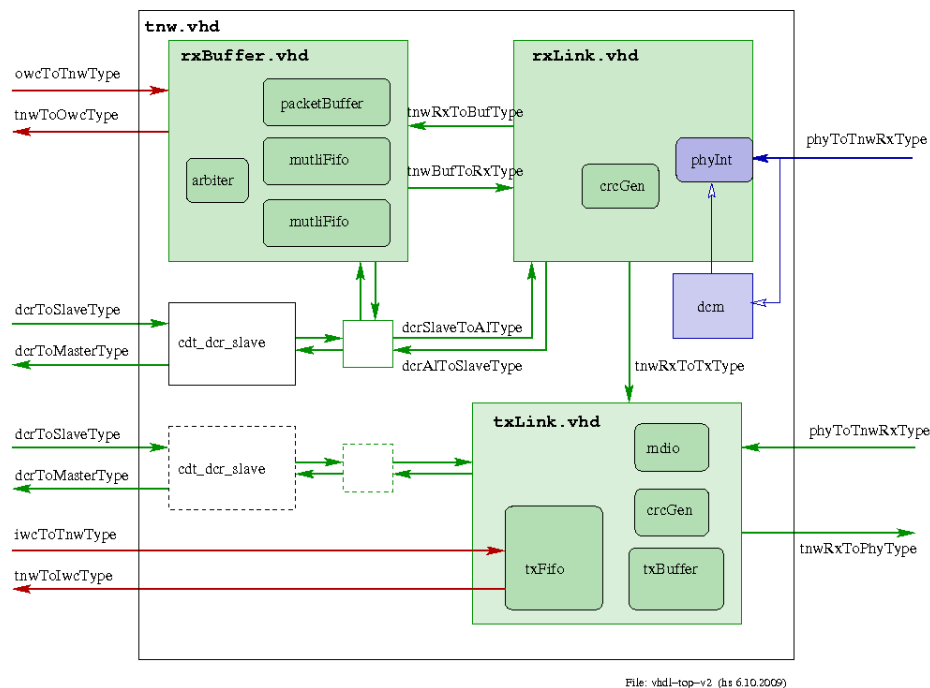 tnw.vhd
rxBuffer.vhd
rxLink.vhd
owcToTnwType
tnwToOwcType
packetBuffer
mutliFifo
mutliFifo
arbiter
tnwRxToBufType
tnwBufToRxType
crcGen
phyInt
phyToTnwRxType
dcm
dcrToSlaveType
dcrToMasterType
cdt_dcr_slave
dcrSlaveToAlType
dcrAlToSlaveType
tnwRxToTxType
txLink.vhd
dcrToSlaveType
dcrToMasterType
cdt_dcr_slave
mdio
phyToTnwRxType
crcGen
iwcToTnwType
tnwToIwcType
txFifo
txBuffer
tnwRxToPhyType
File: vhdl-top-v2 (hs 6.10.2009)